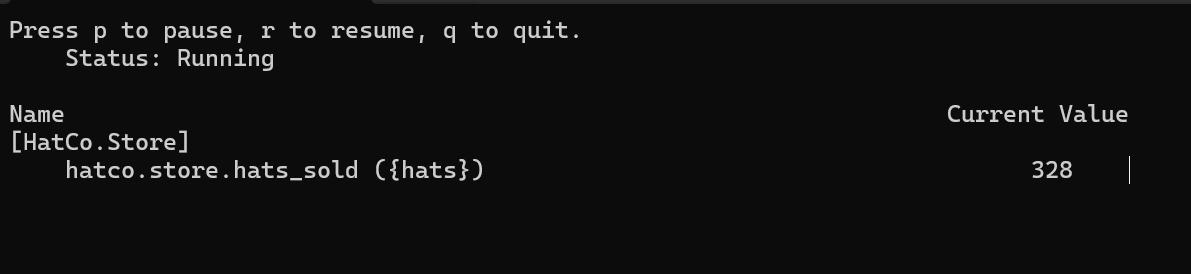 Press p to pause, r to resume, q to quit.
Status: Running
Name Current Value
[HatCo.Store]
hatco.store.hats_sold ({hats}) 328